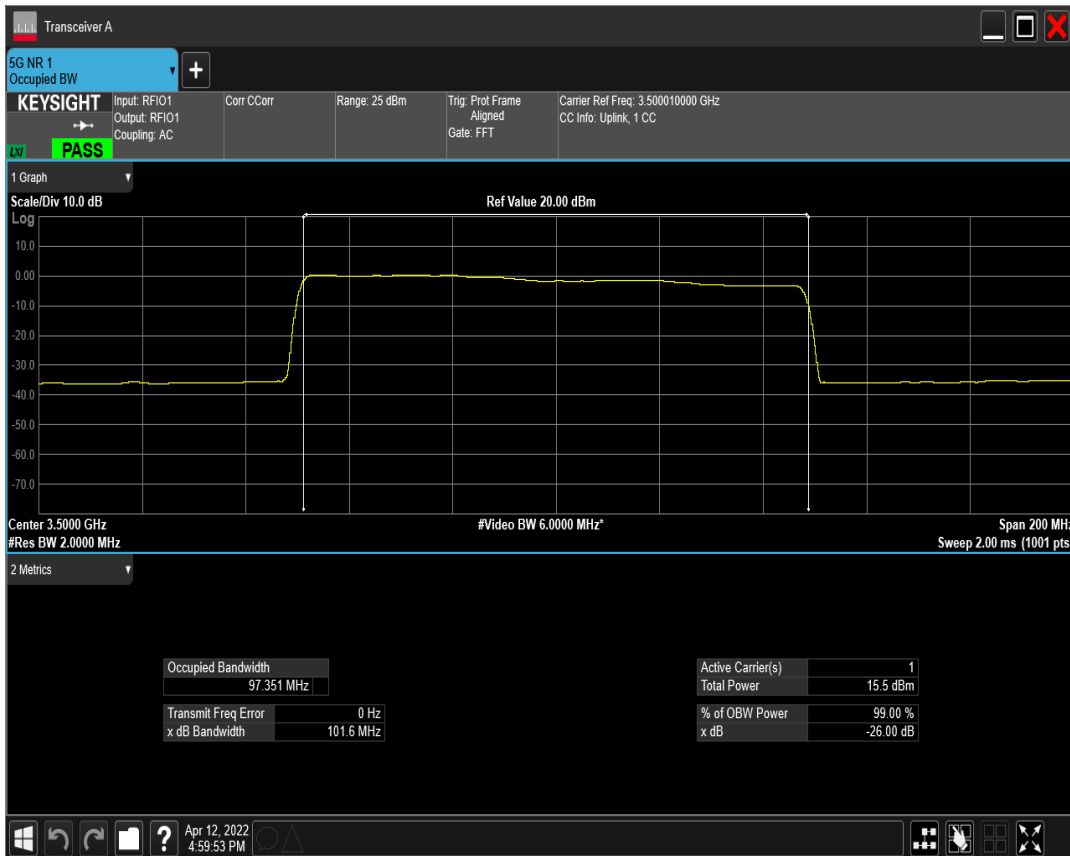 Transceiver A
5G NR 1
Occupied BW
+
KEYSIGHT
LXI
PASS
Input: RFIO1
Output: RFIO1
Coupling: AC
Corr CCorr
Range: 25 dBm
Trig: Prot Frame
Aligned
Gate: FFT
Carrier Ref Freq: 3.500010000 GHz
CC Info: Uplink, 1 CC
1 Graph
Scale/Div 10.0 dB
Ref Value 20.00 dBm
Log
10.0
0.00
-10.0
-20.0
-30.0
-40.0
-50.0
-60.0
-70.0
Center 3.5000 GHz
#Video BW 6.0000 MHz*
Span 200 MHz
#Res BW 2.0000 MHz
Sweep 2.00 ms (1001 pts
2 Metrics
Occupied Bandwidth
97.351 MHz
Transmit Freq Error 0 Hz
x dB Bandwidth 101.6 MHz
Active Carrier(s) 1
Total Power 15.5 dBm
% of OBW Power 99.00 %
x dB -26.00 dB
?
Apr 12, 2022
4:59:53 PM